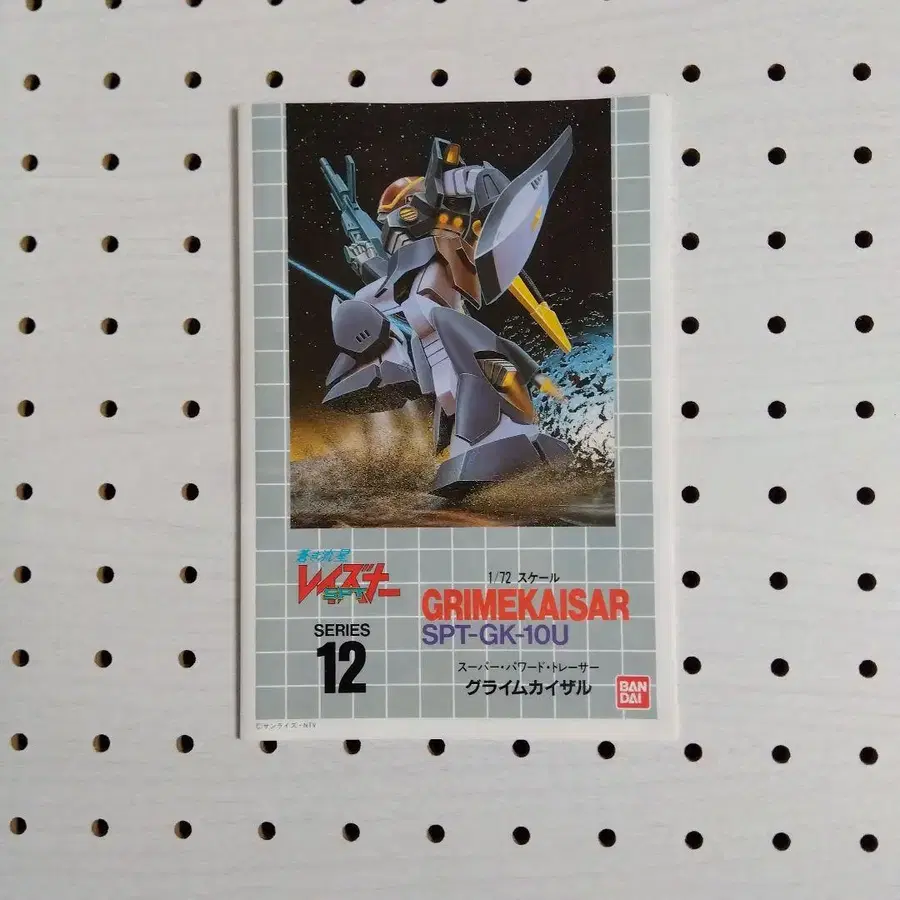 蒼き流星
レイズナー
SPT
SERIES
12
1/72 スケール
GRIMEKAISAR
SPT-GK-10U
スーパー・パワード・トレーサー
グライムカイザル
BAN
DAI
©サンライズ・NTV